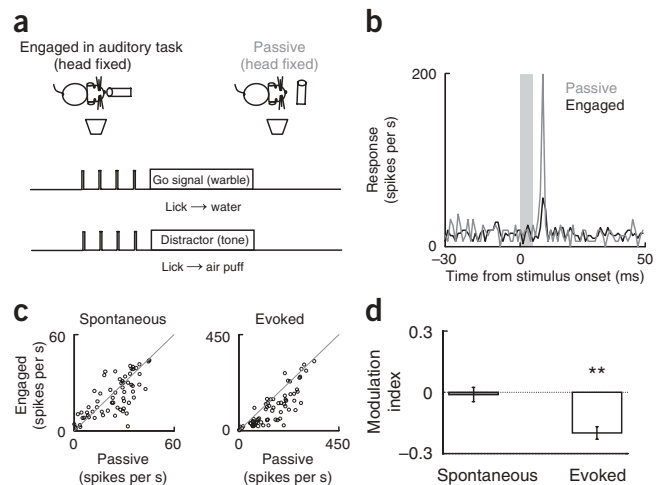 a
Engaged in auditory task
(head fixed)
Passive
(head fixed)
Go signal (warble)
Lick → water
Distractor (tone)
Lick → air puff
b
200
Passive
Engaged
Response
(spikes per s)
0
−30
0
50
Time from stimulus onset (ms)
c
Spontaneous
Evoked
60
450
Engaged
(spikes per s)
0
0
0
60
0
450
Passive
(spikes per s)
Passive
(spikes per s)
d
0.3
**
Modulation
index
0
−0.3
Spontaneous
Evoked